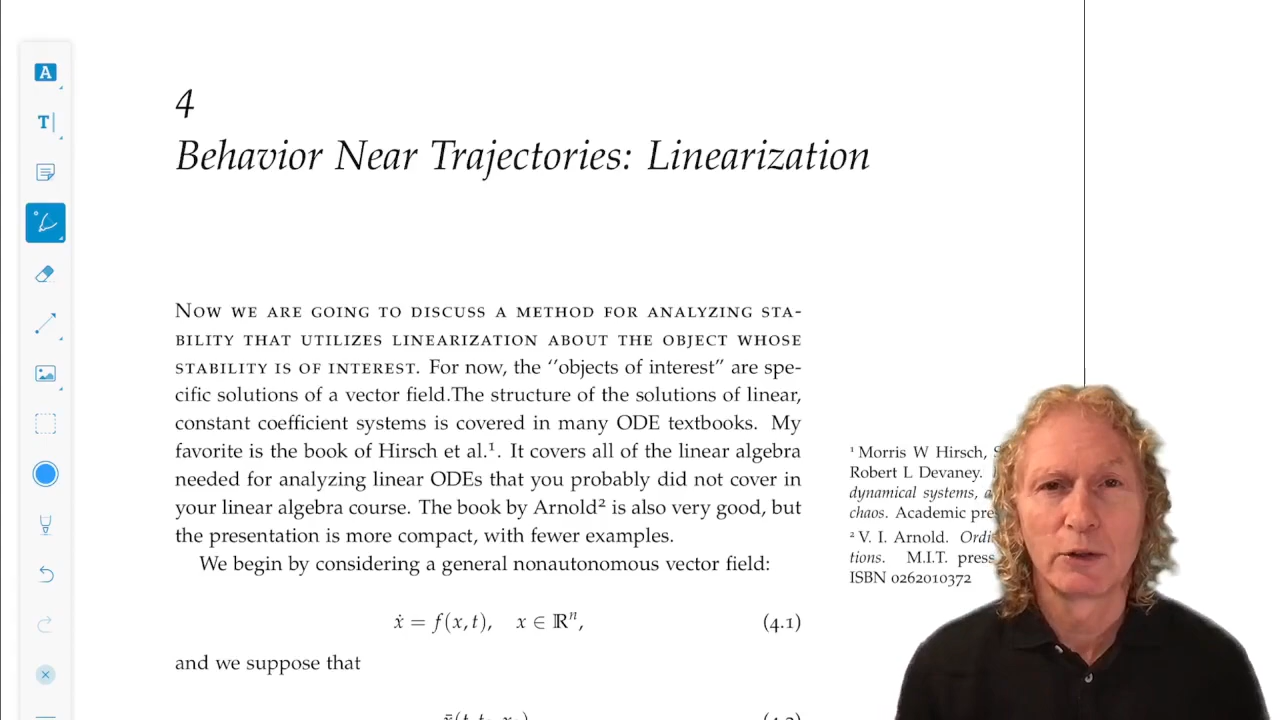 A
T
4
Behavior Near Trajectories: Linearization
NOW WE ARE GOING TO DISCUSS A METHOD FOR ANALYZING STA-
BILITY THAT UTILIZES LINEARIZATION ABOUT THE OBJECT WHOSE
STABILITY IS OF INTEREST. For now, the ‘‘objects of interest” are spe-
cific solutions of a vector field.The structure of the solutions of linear,
constant coefficient systems is covered in many ODE textbooks. My
favorite is the book of Hirsch et al.¹. It covers all of the linear algebra
needed for analyzing linear ODEs that you probably did not cover in
your linear algebra course. The book by Arnold² is also very good, but
the presentation is more compact, with fewer examples.
We begin by considering a general nonautonomous vector field:
ẋ = f(x, t), x ∈ ℝⁿ, (4.1)
and we suppose that
¹ Morris W Hirsch,
Robert L Devaney.
dynamical systems,
chaos. Academic
² V. I. Arnold.
tions. M.I.T. press
ISBN 0262010372